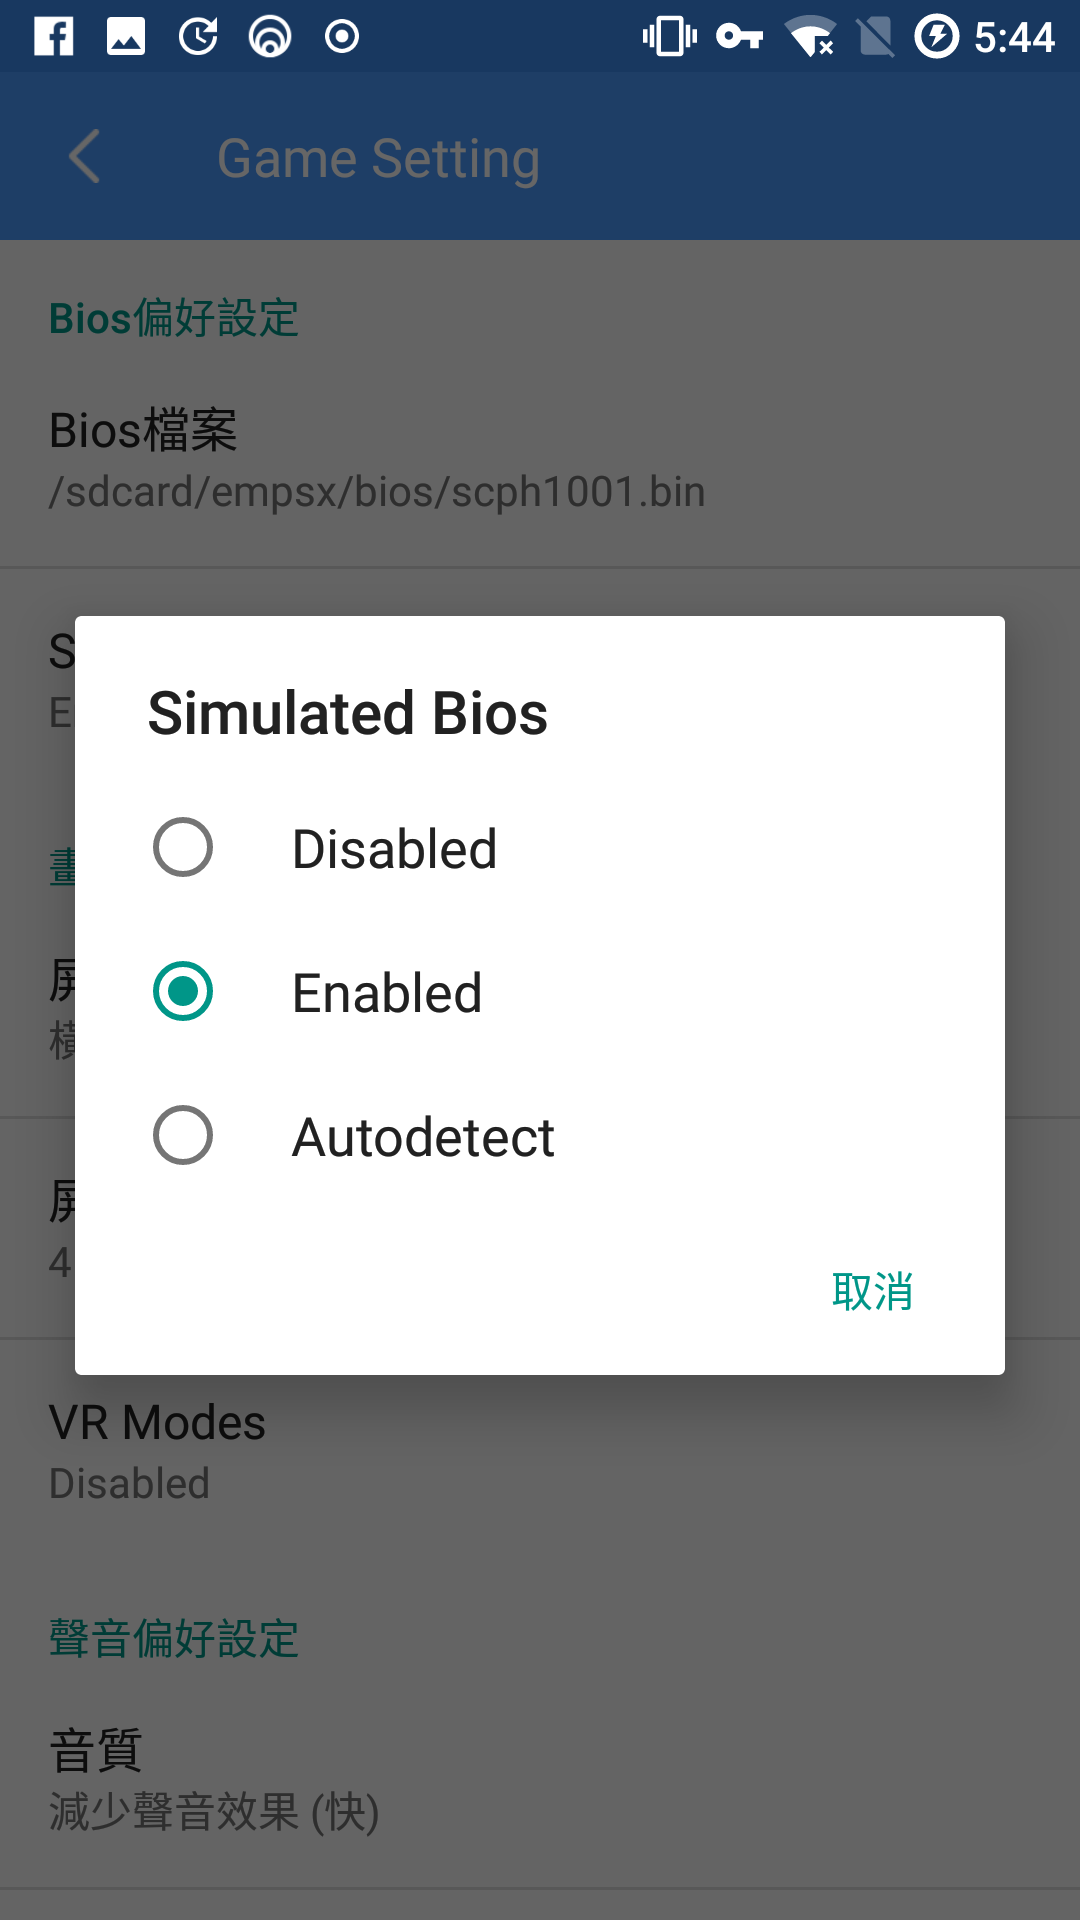 5:44
Game Setting
Bios偏好設定
Bios檔案
/sdcard/empsx/bios/scph1001.bin
S
E
Simulated Bios
Disabled
畫
Enabled
屏
橫
Autodetect
屏
4
取消
VR Modes
Disabled
聲音偏好設定
音質
減少聲音效果 (快)